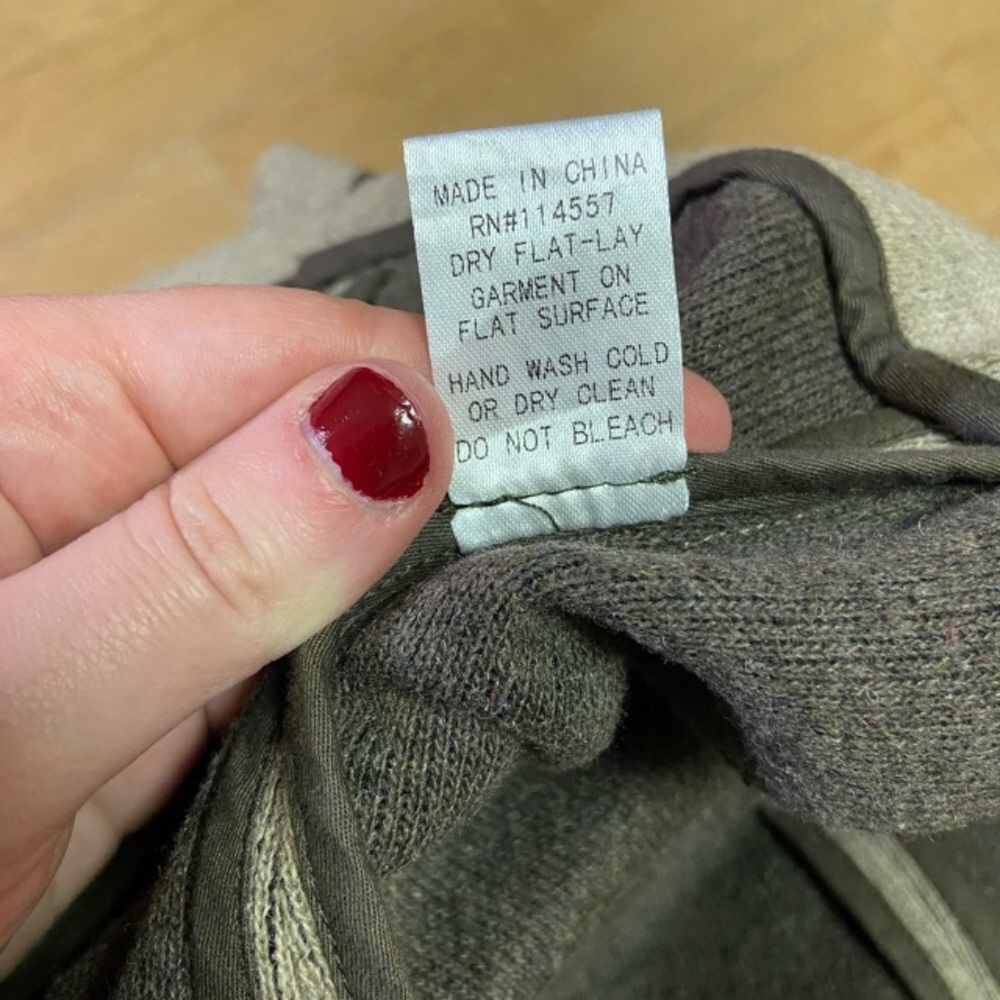 MADE IN CHINA
RN#114557
DRY FLAT-LAY
GARMENT ON
FLAT SURFACE
HAND WASH COLD
OR DRY CLEAN
DO NOT BLEACH